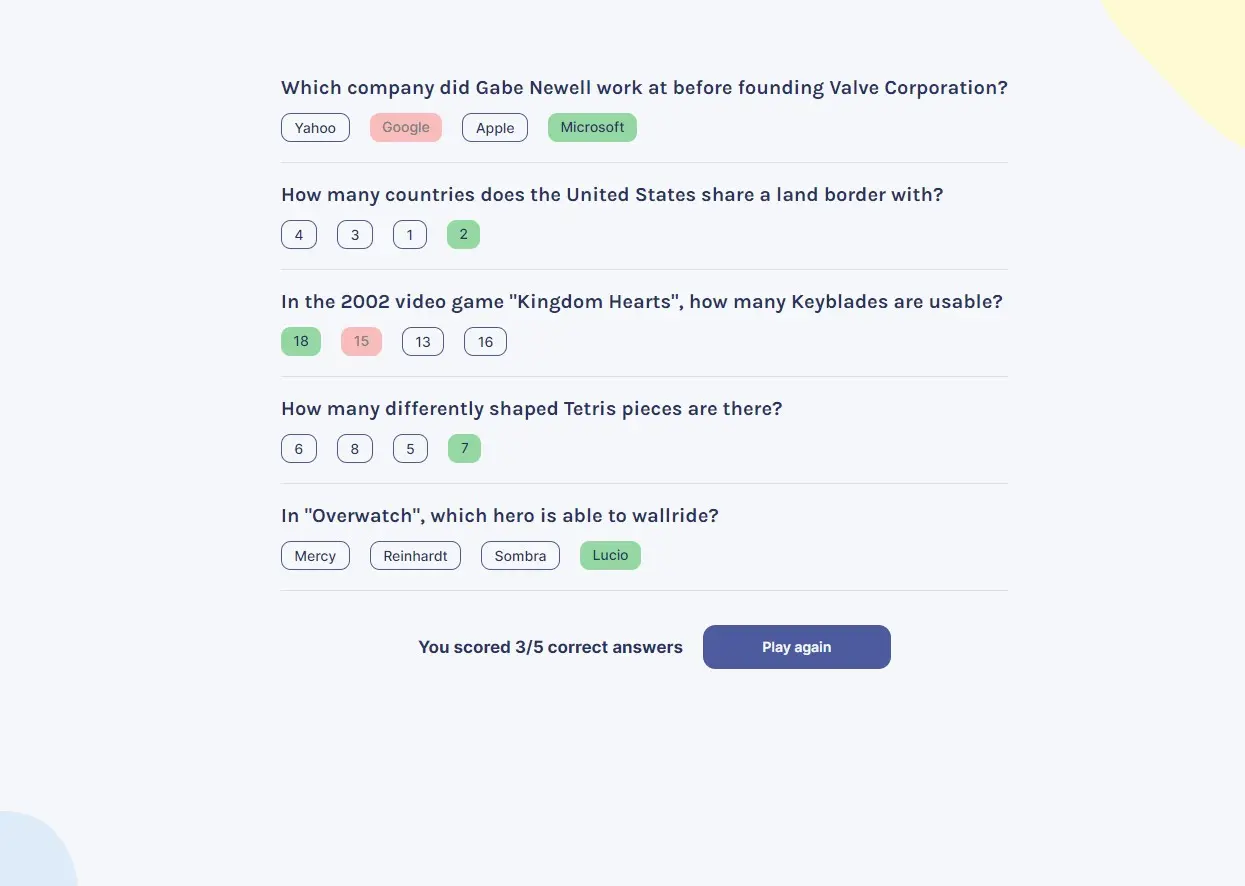 Which company did Gabe Newell work at before founding Valve Corporation?
Yahoo Google Apple Microsoft
How many countries does the United States share a land border with?
4 3 1 2
In the 2002 video game "Kingdom Hearts", how many Keyblades are usable?
18 15 13 16
How many differently shaped Tetris pieces are there?
6 8 5 7
In "Overwatch", which hero is able to wallride?
Mercy Reinhardt Sombra Lucio
You scored 3/5 correct answers Play again